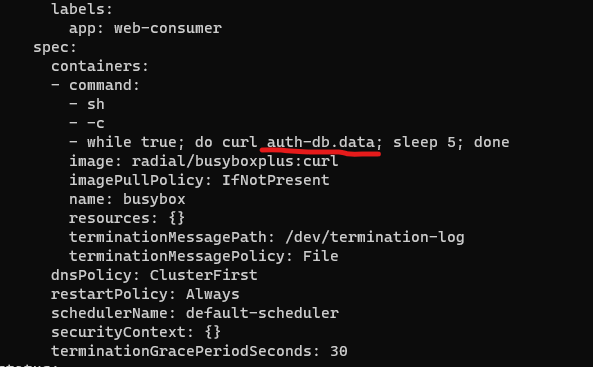 labels:
app: web-consumer
spec:
containers:
- command:
- sh
- -c
- while true; do curl auth-db.data; sleep 5; done
image: radial/busyboxplus:curl
imagePullPolicy: IfNotPresent
name: busybox
resources: {}
terminationMessagePath: /dev/termination-log
terminationMessagePolicy: File
dnsPolicy: ClusterFirst
restartPolicy: Always
schedulerName: default-scheduler
securityContext: {}
terminationGracePeriodSeconds: 30